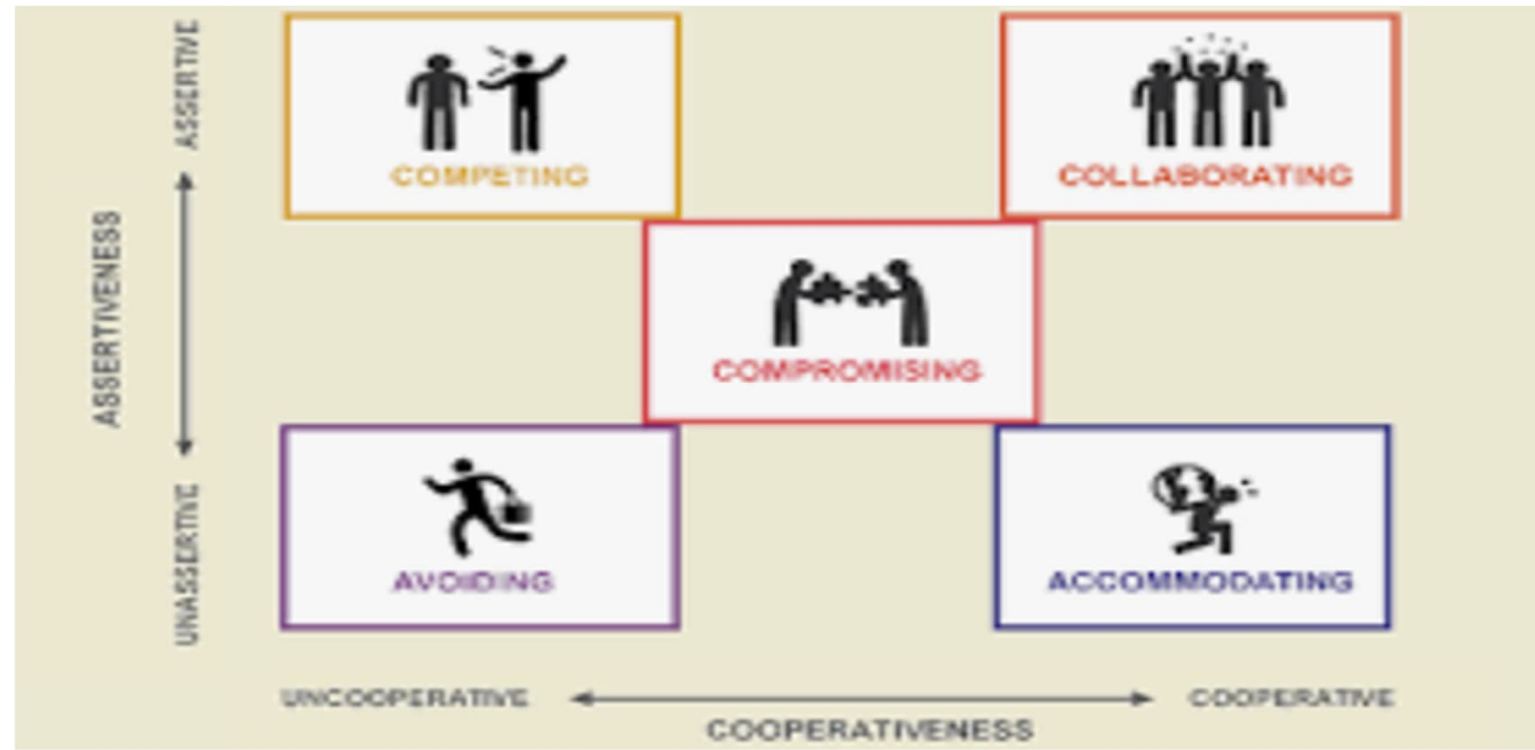 ASSERTIVE
COMPETING
COLLABORATING
ASSERTIVENESS
COMPROMISING
UNASSERTIVE
AVOIDING
ACCOMMODATING
UNCOOPERATIVE
COOPERATIVE
COOPERATIVENESS